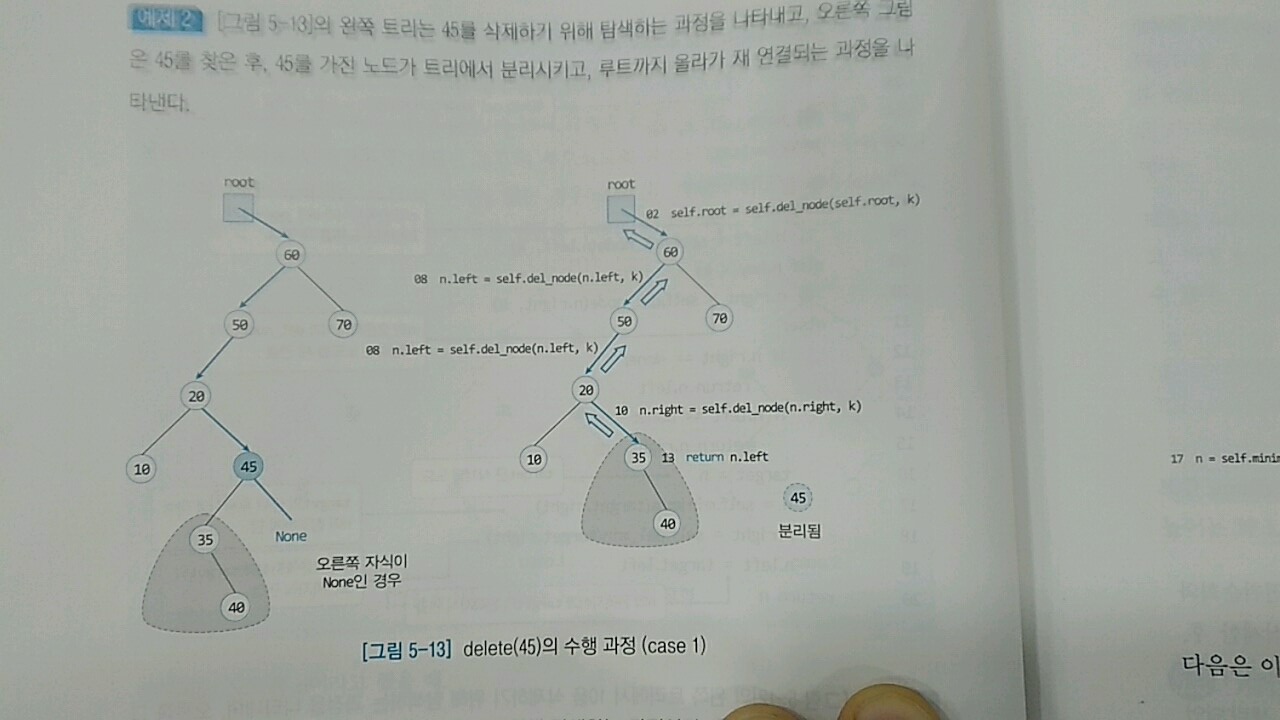 예제 2 [그림 5-13]의 왼쪽 트리는 45를 삭제하기 위해 탐색하는 과정을 나타내고, 오른쪽 그림
은 45를 찾은 후, 45를 가진 노드가 트리에서 분리시키고, 루트까지 올라가 재 연결되는 과정을 나
타낸다.
root
60
50
70
20
10
45
None
35
40
오른쪽 자식이
None인 경우
root
02 self.root = self.del_node(self.root, k)
60
08 n.left = self.del_node(n.left, k)
50
70
08 n.left = self.del_node(n.left, k)
20
10 n.right = self.del_node(n.right, k)
10
35
13 return n.left
40
45
분리됨
[그림 5-13] delete(45)의 수행 과정 (case 1)
17 n = self.mini
다음은 이